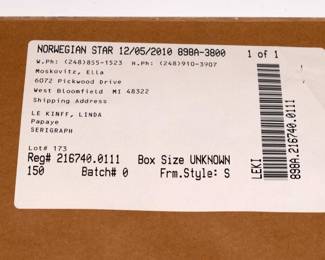 NORWEGIAN STAR 12/05/2010 898A-3800
1 of 1
W.Ph: (248)855-1523 H.Ph: (248)910-3907
Moskovitz, Ella
6072 Pickwood Drive
West Bloomfield MI 48322
Shipping Address
LE KINFF, LINDA
Papaye
SERIGRAPH
Lot# 173
Reg# 216740.0111 Box Size UNKNOWN
150 Batch# 0 Frm.Style: S
LEKI
898A.216740.0111